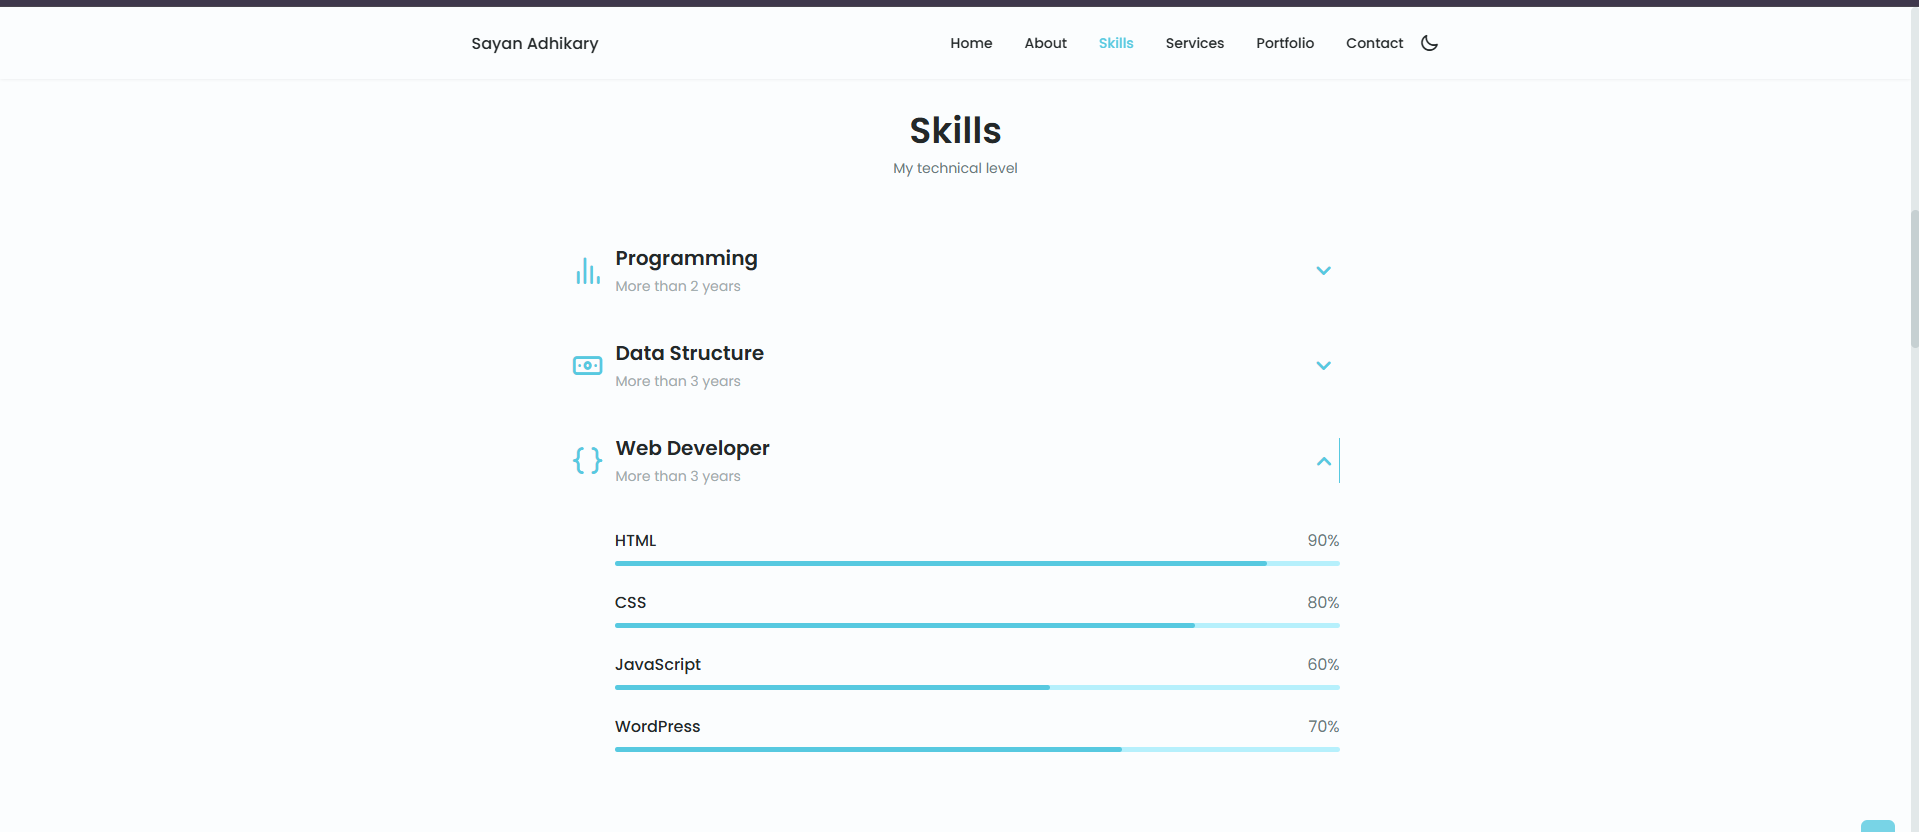 Sayan Adhikary
Home About Skills Services Portfolio Contact
Skills
My technical level
Programming
More than 2 years
Data Structure
More than 3 years
Web Developer
More than 3 years
HTML 90%
CSS 80%
JavaScript 60%
WordPress 70%